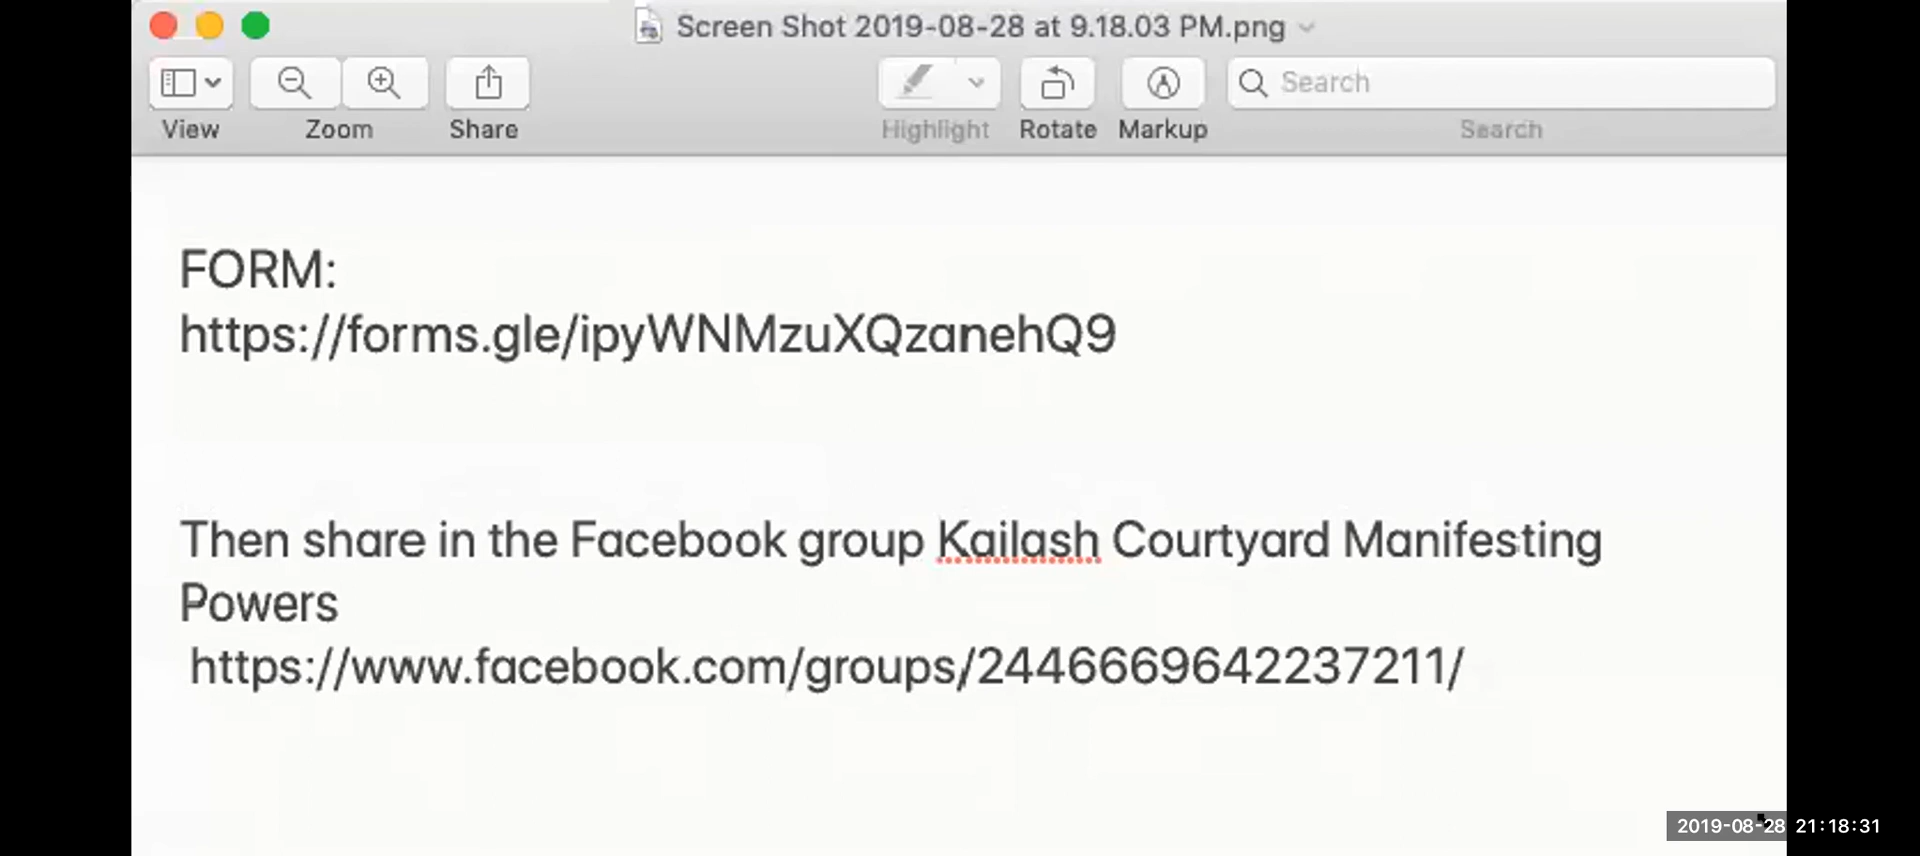 Screen Shot 2019-08-28 at 9.18.03 PM.png
View Zoom Share Highlight Rotate Markup Search
Search
FORM:
https://forms.gle/ipyWNMzuXQzanehQ9
Then share in the Facebook group Kailash Courtyard Manifesting
Powers
https://www.facebook.com/groups/2446669642237211/
2019-08-28 21:18:31